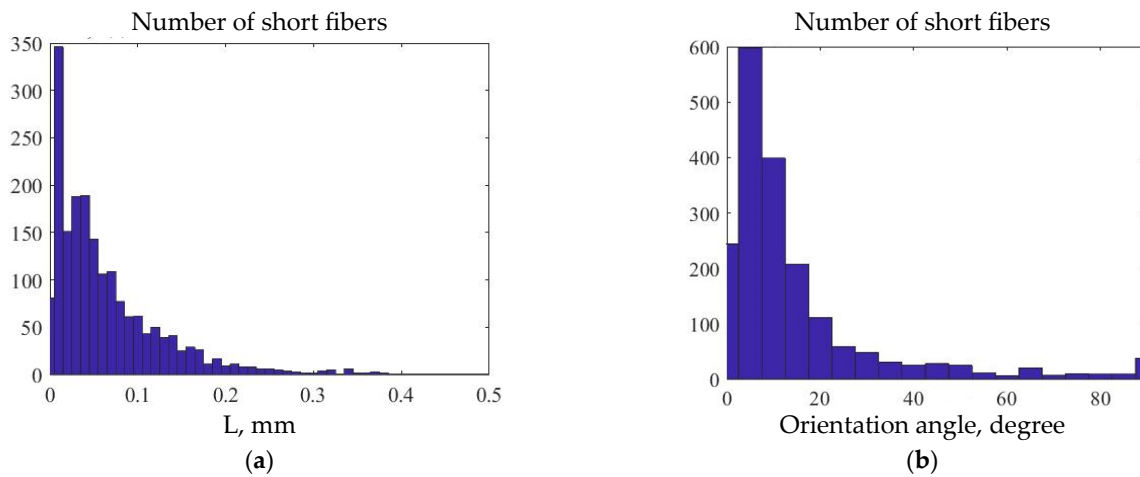 Number of short fibers
350
300
250
200
150
100
50
0
0 0.1 0.2 0.3 0.4 0.5
L, mm
(a)
Number of short fibers
600
500
400
300
200
100
0
0 20 40 60 80
Orientation angle, degree
(b)